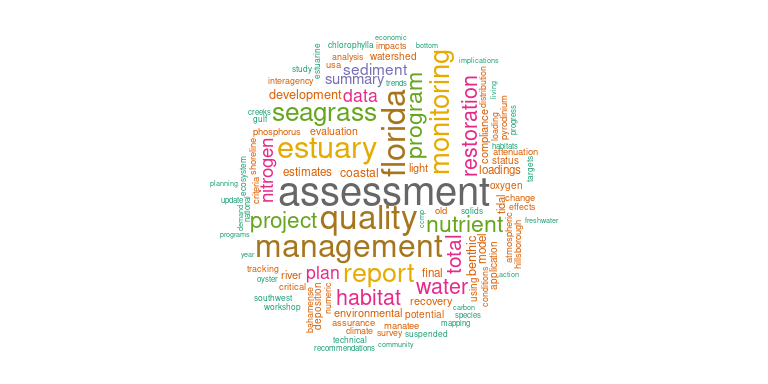 economic
chlorophylla impacts bottom
estuarine
analysis watershed
study usa sediment implications
interagency summary trends
development data
florida
program
monitoring
restoration
distribution
living
creeks seagrass
gulf
phosphorus evaluation
compliance
loading
pyrodinium
progress
shoreline
nitrogen
estuary
habitats
attenuation
status
targets
estimates coastal light loadings
planning
ecosystem
criteria
assessment
oxygen
update
national
demand
tidal
change
effects
project quality
ccmp
old solids
nutrient
freshwater
programs
atmospheric
hillsborough
year
management
total
benthic
model
application
tracking river plan report final
action
oyster
critical
numeric
habitat
water
using
conditions
southwest
bahamense
deposition
recovery
carbon
workshop
environmental potential
species
assurance manatee mapping
climate survey suspended
technical
recommendations community